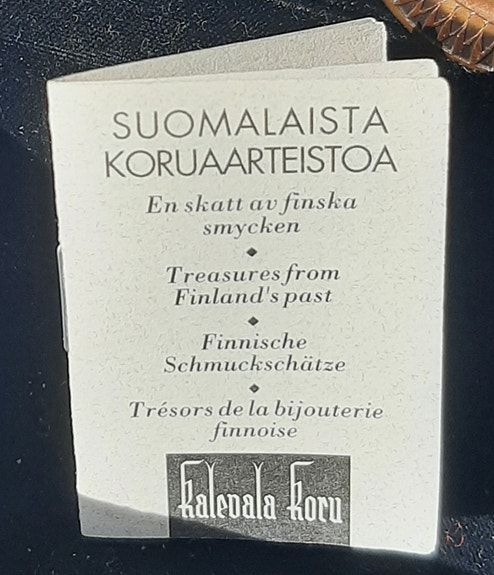 SUOMALAISTA
KORUAARTEISTOA
En skatt av finska
smycken
Treasures from
Finland's past
Finnische
Schmuckschätze
Trésors de la bijouterie
finnoise
Kalevala Koru